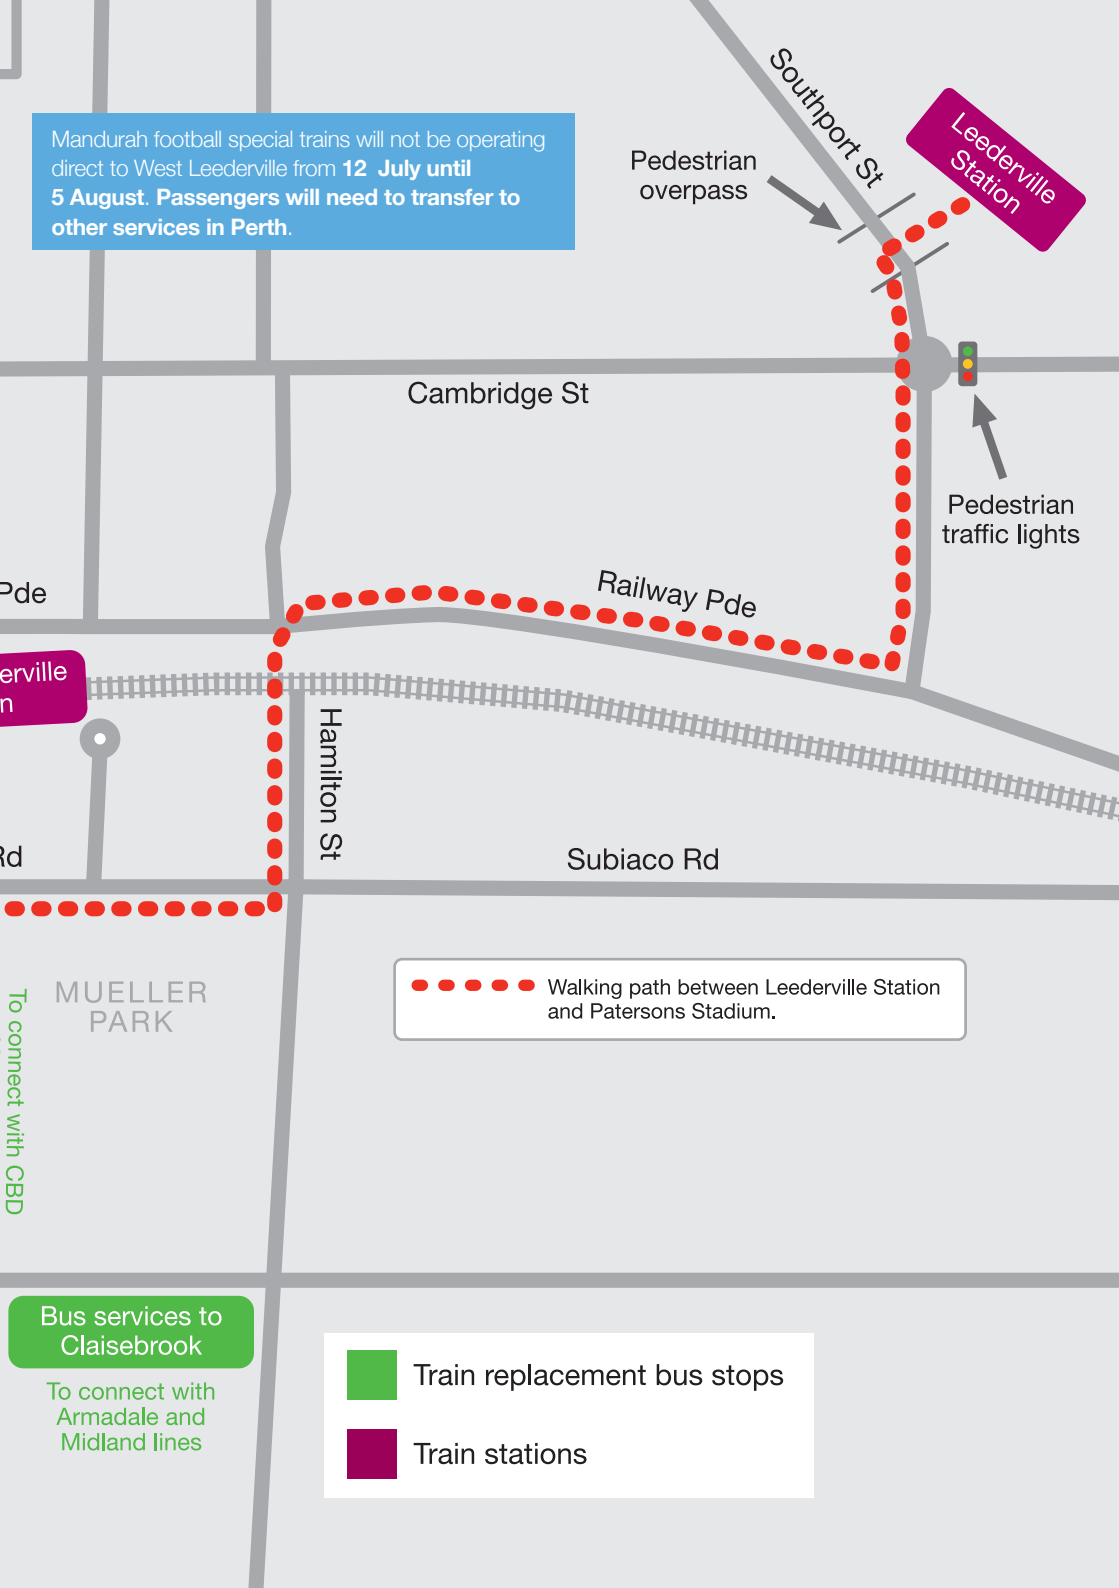 Mandurah football special trains will not be operating
direct to West Leederville from 12 July until
5 August. Passengers will need to transfer to
other services in Perth.
Southport St
Leederville
Station
Pedestrian
overpass
Cambridge St
Pedestrian
traffic lights
Pde
Railway Pde
erville
n
Hamilton St
Rd
Subiaco Rd
MUELLER
PARK
To connect with CBD
Walking path between Leederville Station
and Patersons Stadium.
Bus services to
Claisebrook
To connect with
Armadale and
Midland lines
Train replacement bus stops
Train stations